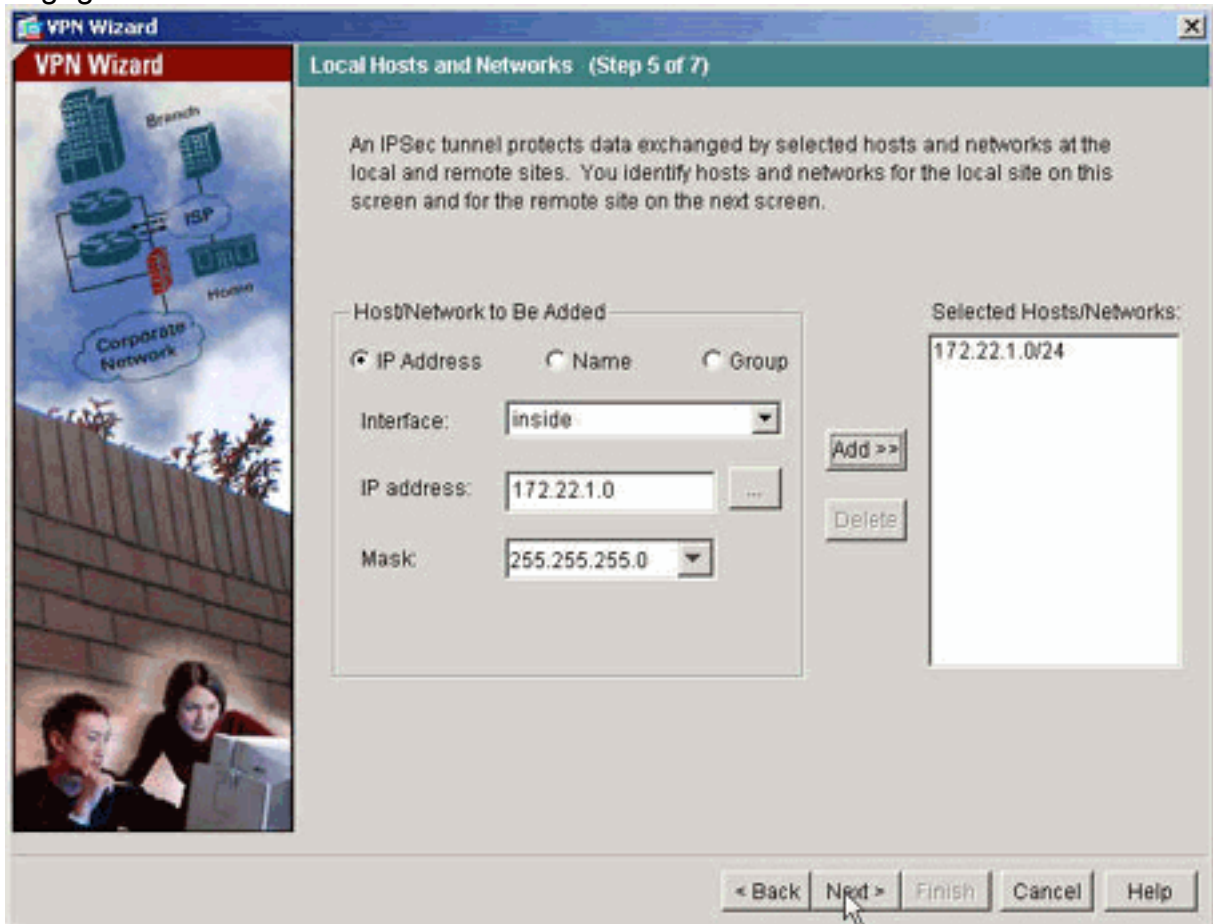 VPN Wizard
VPN Wizard
Local Hosts and Networks (Step 5 of 7)
Branch
ISP
Home
Corporate
Network
An IPSec tunnel protects data exchanged by selected hosts and networks at the
local and remote sites. You identify hosts and networks for the local site on this
screen and for the remote site on the next screen.
Host/Network to Be Added
IP Address
Name
Group
Interface:
inside
IP address:
172.22.1.0
...
Mask:
255.255.255.0
Add >>
Delete
Selected Hosts/Networks:
172.22.1.0/24
< Back
Next >
Finish
Cancel
Help